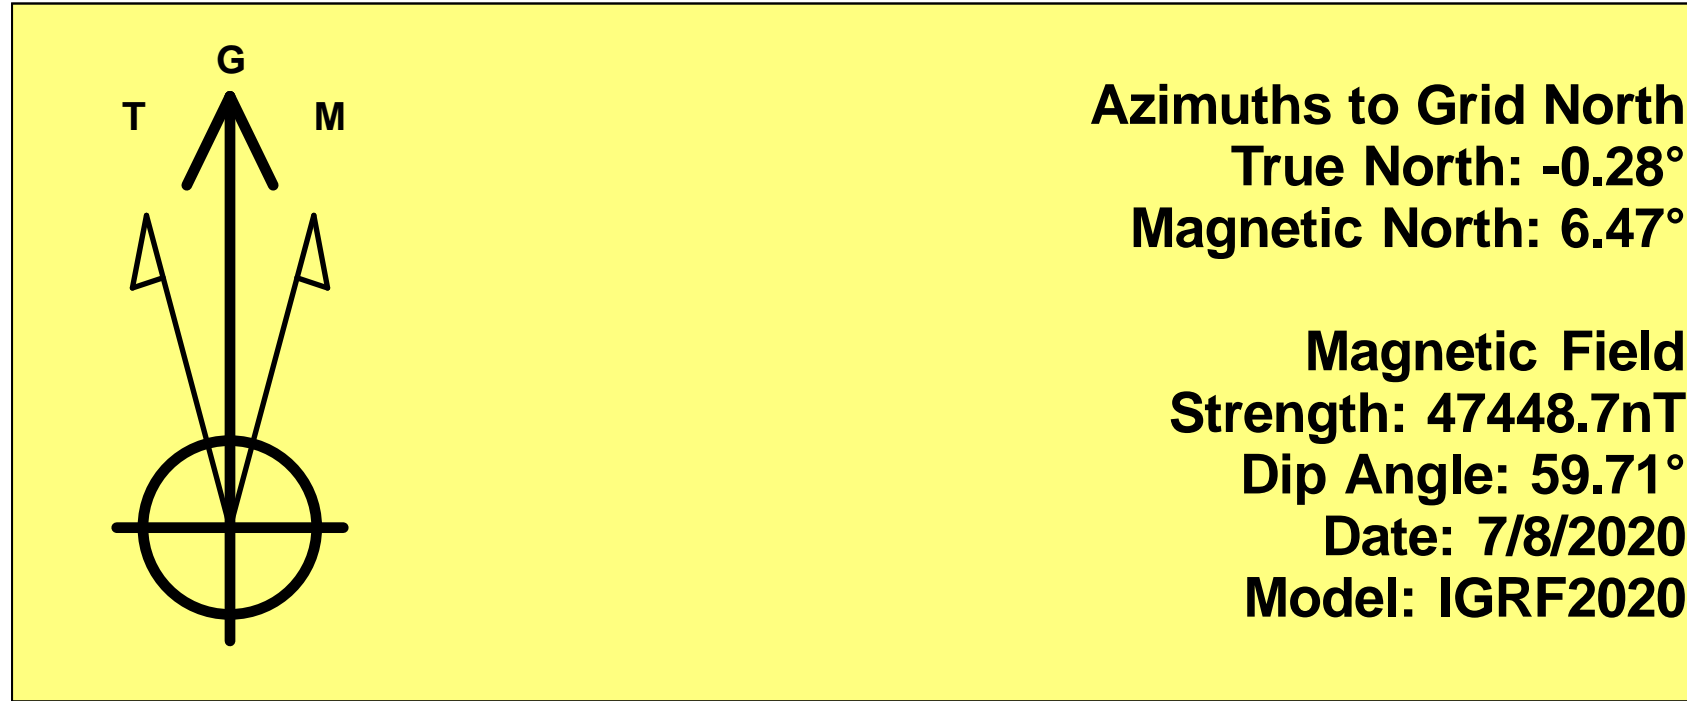 G
T
M
Azimuths to Grid North
True North: -0.28°
Magnetic North: 6.47°
Magnetic Field
Strength: 47448.7nT
Dip Angle: 59.71°
Date: 7/8/2020
Model: IGRF2020